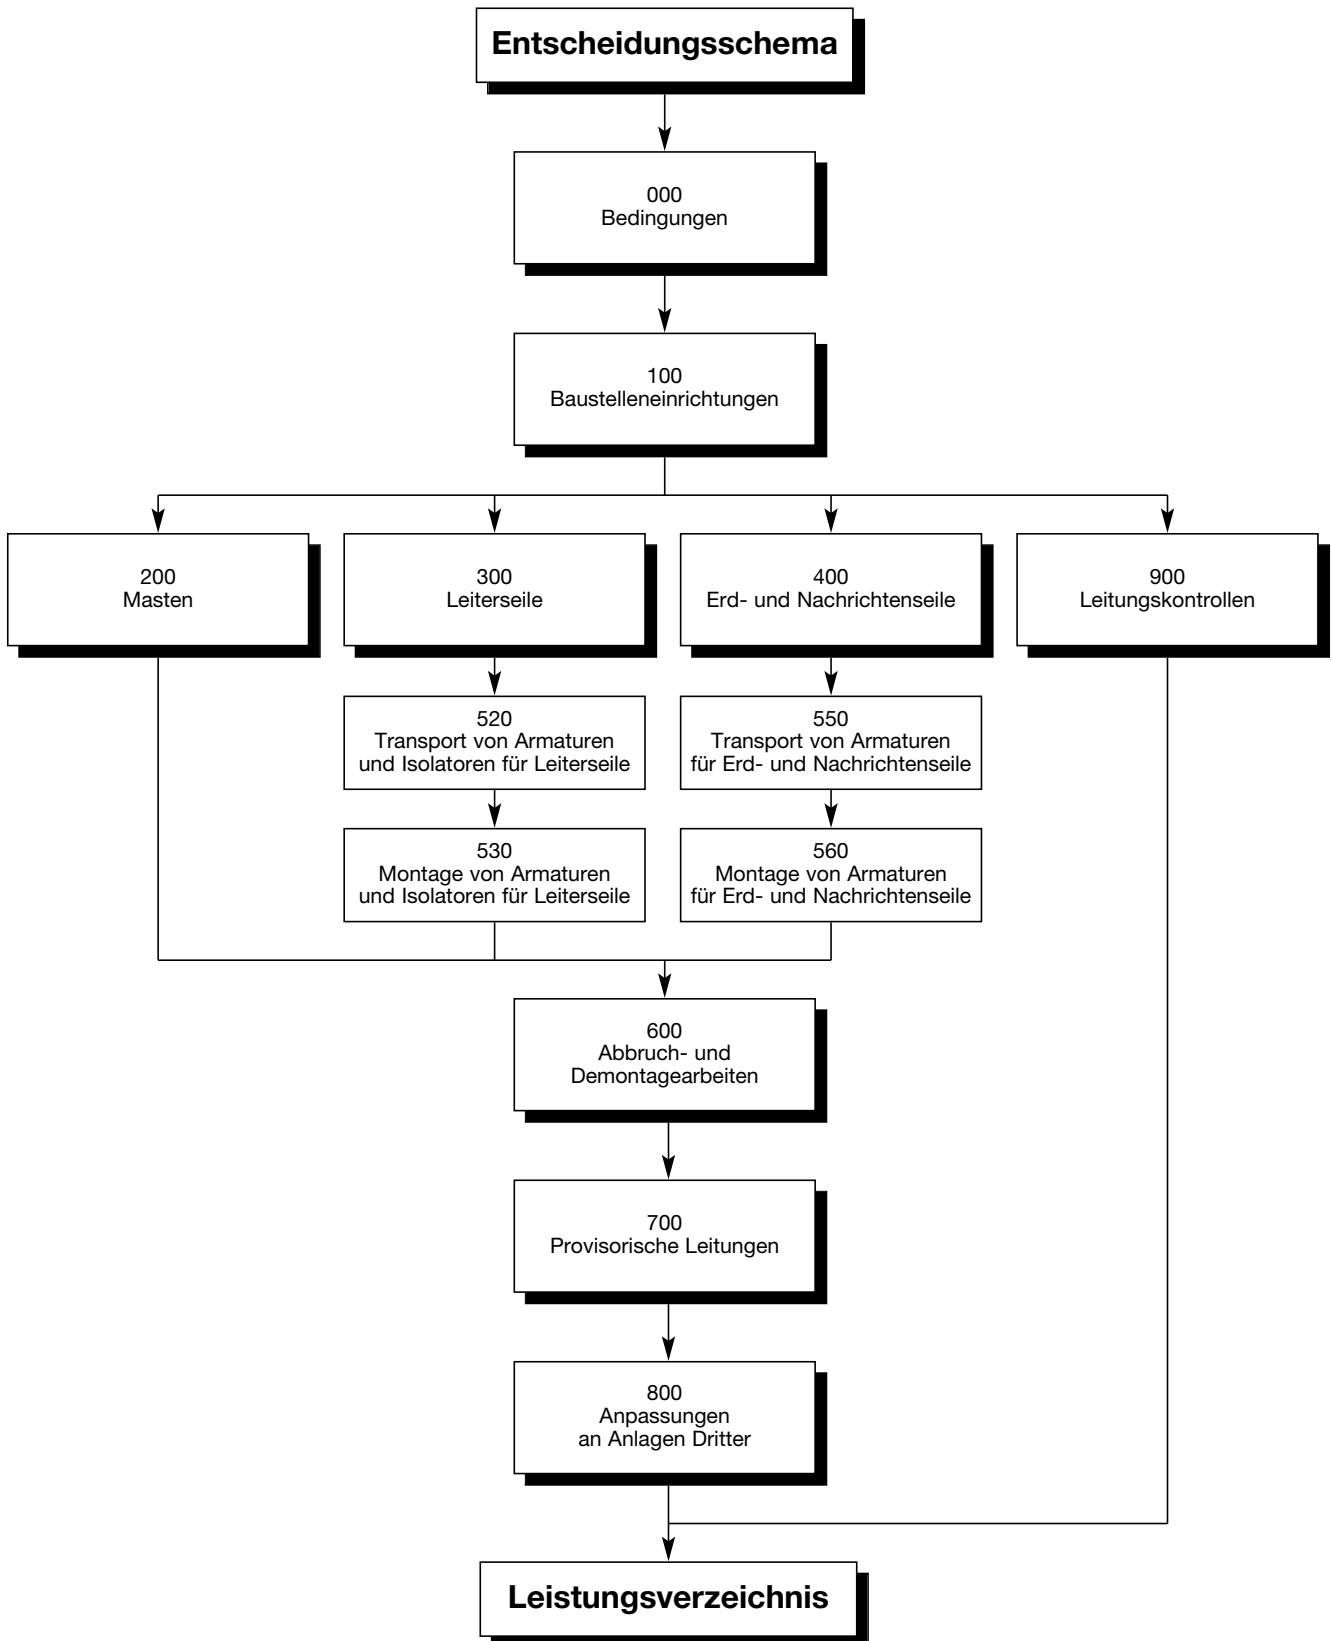 Entscheidungsschema
000
Bedingungen
100
Baustelleneinrichtungen
200
Masten
300
Leiterseile
400
Erd- und Nachrichtenseile
900
Leitungskontrollen
520
Transport von Armaturen
und Isolatoren für Leiterseile
550
Transport von Armaturen
für Erd- und Nachrichtenseile
530
Montage von Armaturen
und Isolatoren für Leiterseile
560
Montage von Armaturen
für Erd- und Nachrichtenseile
600
Abbruch- und
Demontagearbeiten
700
Provisorische Leitungen
800
Anpassungen
an Anlagen Dritter
Leistungsverzeichnis